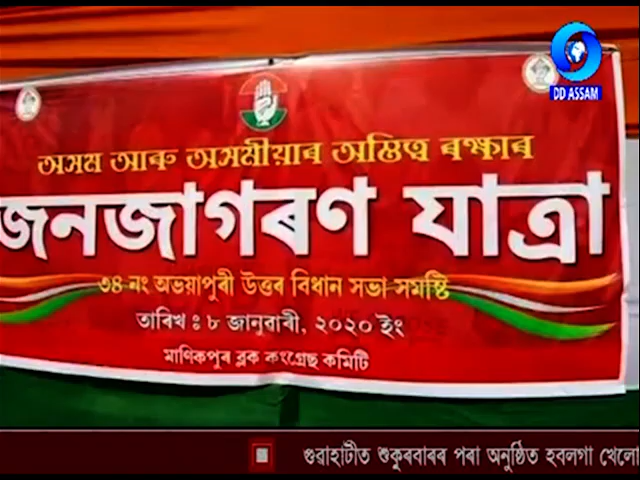 DD ASSAM
অসম আৰু অসমীয়াৰ অস্তিত্ব ৰক্ষাৰ
জনজাগৰণ যাত্ৰা
৩৪ নং অভয়াপুৰী উত্তৰ বিধান সভা সমষ্টি
তাৰিখ : ৮ জানুৱাৰী, ২০২০ ইং
মাণিকপুৰ ব্লক কংগ্ৰেছ কমিটি
গুৱাহাটীত শুকুৰবাৰৰ পৰা অনুষ্ঠিত হবলগা খেলো